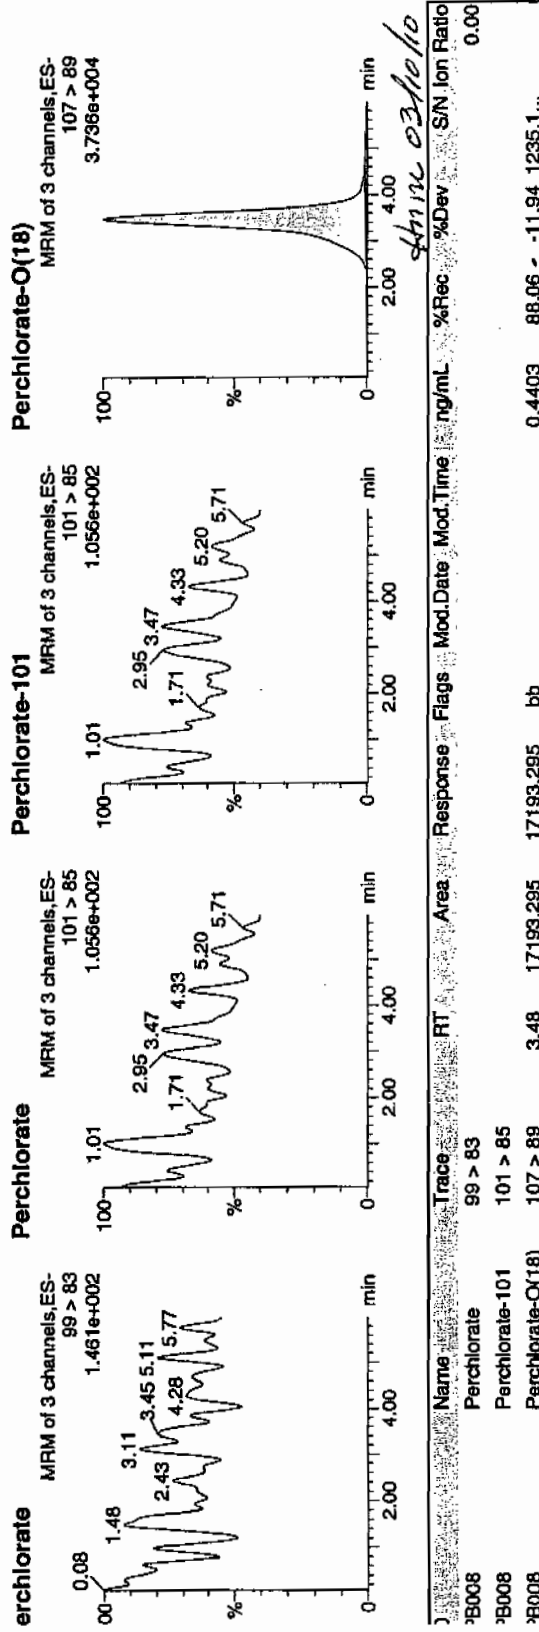 erchlorate
MRM of 3 channels,ES-
99 > 83
1.461e+002
00
%
0
0.08
1.48
2.43
3.11
3.45
4.28
5.11
5.77
2.00
4.00
min
Perchlorate
MRM of 3 channels,ES-
101 > 85
1.056e+002
100
%
0
1.01
1.71
2.95
3.47
4.33
5.20
5.71
2.00
4.00
min
Perchlorate-101
MRM of 3 channels,ES-
101 > 85
1.056e+002
100
%
0
1.01
1.71
2.95
3.47
4.33
5.20
5.71
2.00
4.00
min
Perchlorate-O(18)
MRM of 3 channels,ES-
107 > 89
3.736e+004
100
%
0
2.00
4.00
min
03/10/10
Name Trace RT Area Response Flags Mod.Date Mod.Time ng/mL %Rec %Dev S/N Ion Ratio
PB008 Perchlorate 99 > 83 0.00
PB008 Perchlorate-101 101 > 85
PB008 Perchlorate-O(18) 107 > 89 3.48 17193.295 17193.295 bb 0.4403 88.06 -11.94 1235.1...